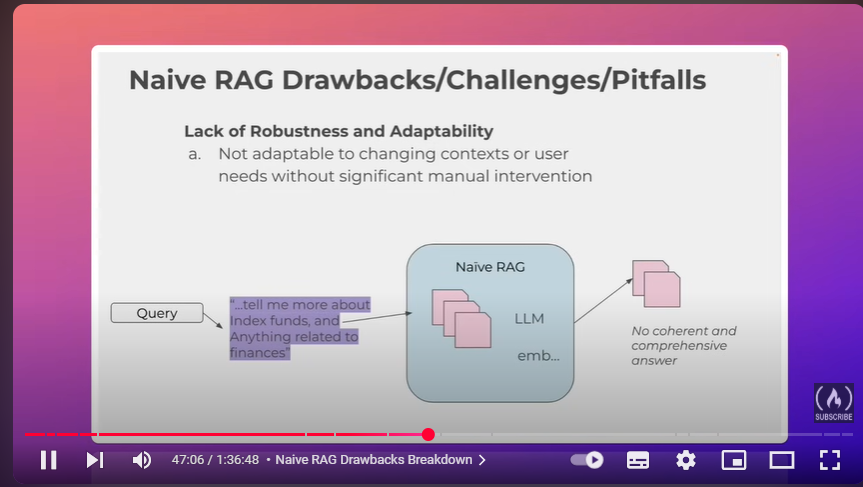 Naive RAG Drawbacks/Challenges/Pitfalls
Lack of Robustness and Adaptability
a. Not adaptable to changing contexts or user
needs without significant manual intervention
Query
“...tell me more about
Index funds, and
Anything related to
finances”
Naïve RAG
LLM
emb...
No coherent and
comprehensive
answer
SUBSCRIBE
47:06 / 1:36:48 • Naive RAG Drawbacks Breakdown